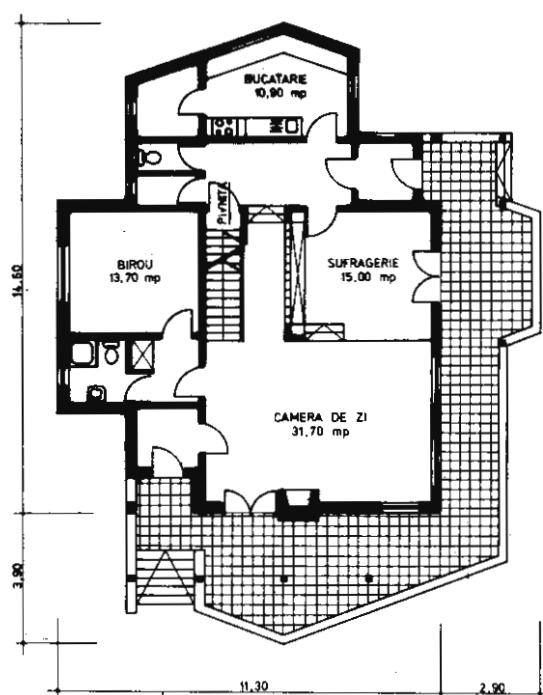 BUCATARIE
10,90 mp
PIVNITA
BIROU
13,70 mp
SUFRAGERIE
15,00 mp
14,60
CAMERA DE ZI
31,70 mp
3,90
11,30
2,90